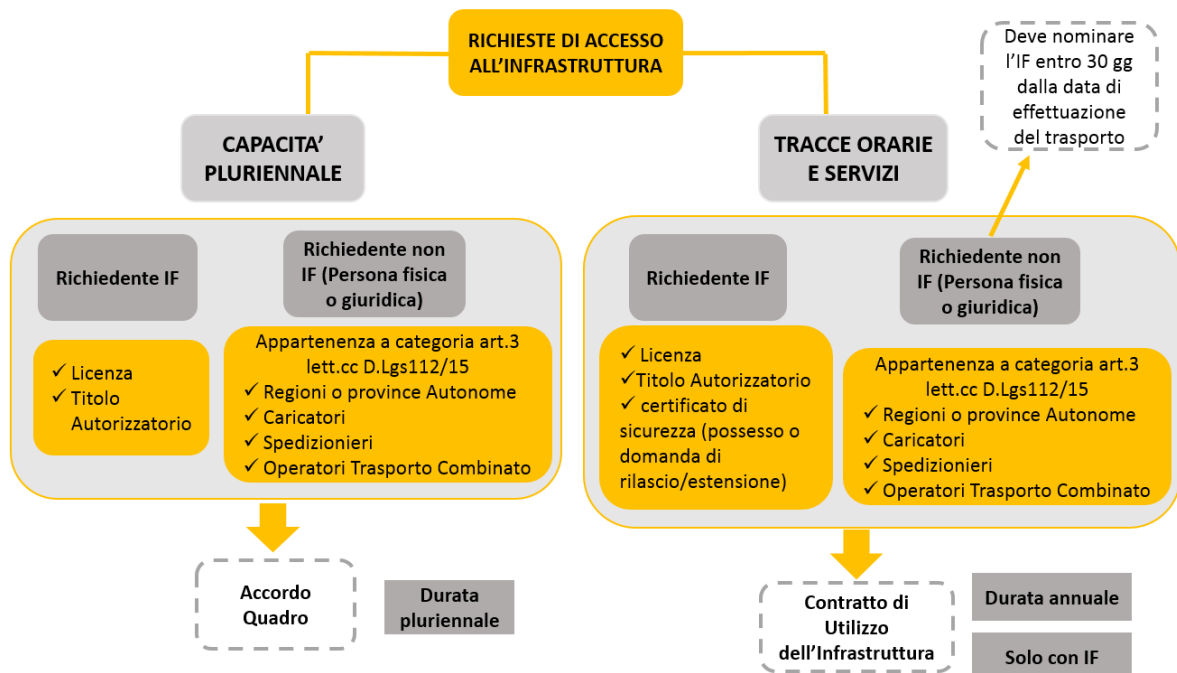 RICHIESTE DI ACCESSO
ALL'INFRASTRUTTURA
Deve nominare
l'IF entro 30 gg
dalla data di
effettuazione
del trasporto
CAPACITA'
PLURIENNALE
TRACCE ORARIE
E SERVIZI
Richiedente IF
Richiedente non
IF (Persona fisica
o giuridica)
✓ Licenza
✓ Titolo
Autorizzatorio
Appartenenza a categoria art.3
lett.cc D.Lgs112/15
✓ Regioni o province Autonome
✓ Caricatori
✓ Spedizionieri
✓ Operatori Trasporto Combinato
Accordo
Quadro
Durata
pluriennale
Richiedente IF
Richiedente non
IF (Persona fisica
o giuridica)
✓ Licenza
✓Titolo Autorizzatorio
✓ certificato di
sicurezza (possesso o
domanda di
rilascio/estensione)
Appartenenza a categoria art.3
lett.cc D.Lgs112/15
✓ Regioni o province Autonome
✓ Caricatori
✓ Spedizionieri
✓ Operatori Trasporto Combinato
Contratto di
Utilizzo
dell'Infrastruttura
Durata annuale
Solo con IF